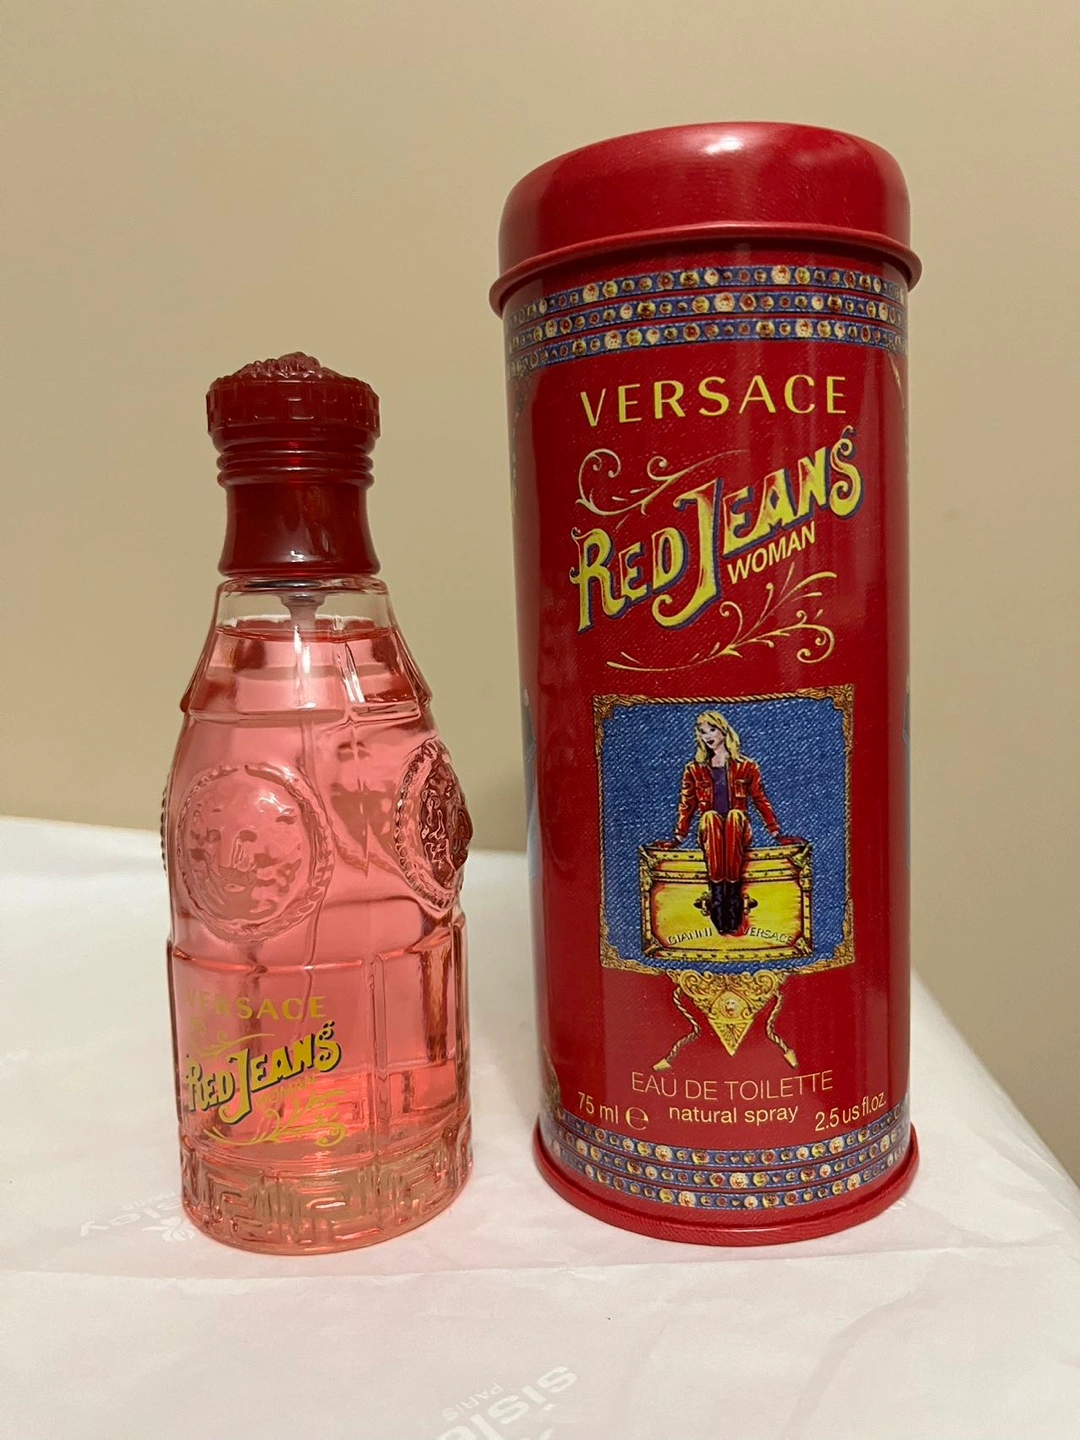 VERSACE
RED JEANS
WOMAN
GIANNI VERSACE
EAU DE TOILETTE
75 ml e natural spray 2.5 us fl.oz.
VERSACE
RED JEANS
sisley
sisley
PARIS